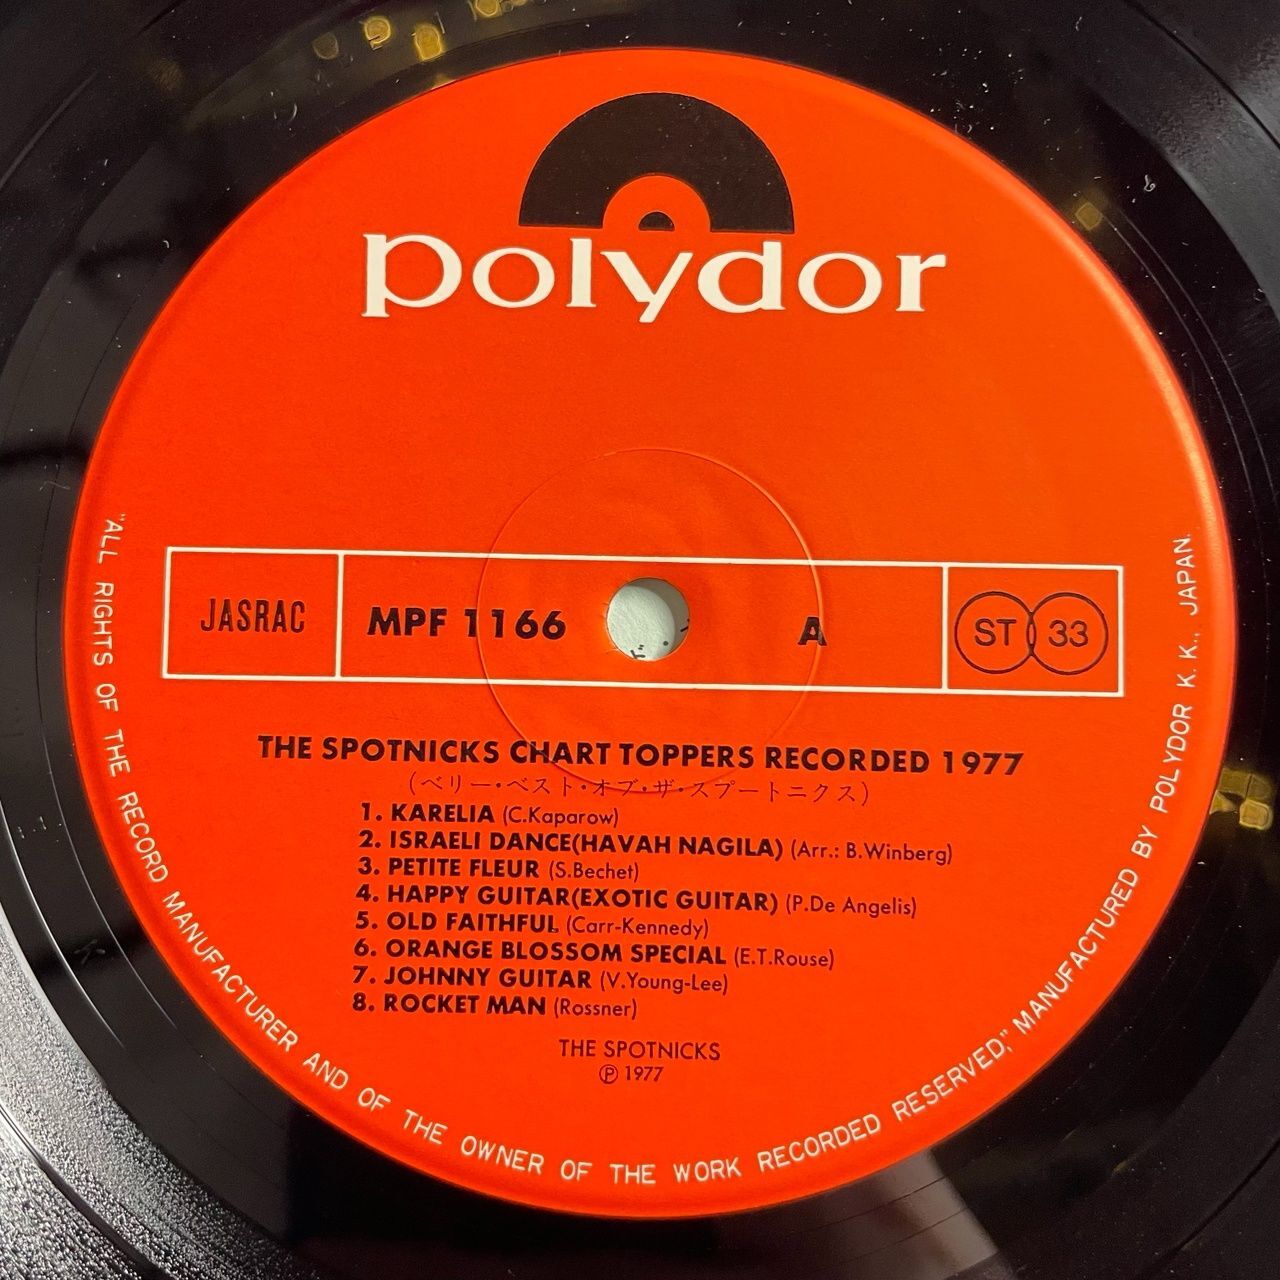 polydor
JASRAC MPF 1166 A ST 33
THE SPOTNICKS CHART TOPPERS RECORDED 1977
(ベリー・ベスト・オブ・ザ・スプートニクス)
1. KARELIA (C.Kaparow)
2. ISRAELI DANCE(HAVAH NAGILA) (Arr.: B.Winberg)
3. PETITE FLEUR (S.Bechet)
4. HAPPY GUITAR(EXOTIC GUITAR) (P.De Angelis)
5. OLD FAITHFUL (Carr-Kennedy)
6. ORANGE BLOSSOM SPECIAL (E.T.Rouse)
7. JOHNNY GUITAR (V.Young-Lee)
8. ROCKET MAN (Rossner)
THE SPOTNICKS
℗ 1977
"ALL RIGHTS OF THE RECORD MANUFACTURER AND OF THE OWNER OF THE WORK RECORDED RESERVED," MANUFACTURED BY POLYDOR K. K., JAPAN.